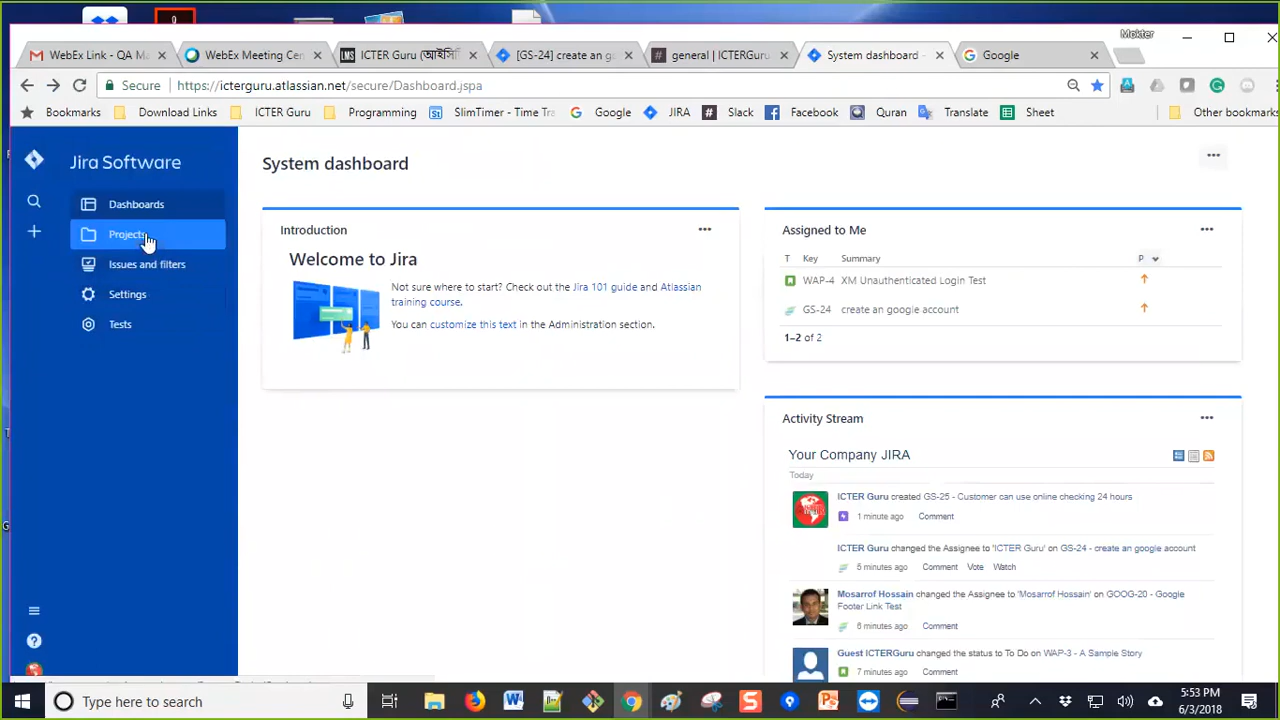 9
Mokter
WebEx Link - QA Ma
WebEx Meeting Cen
LMS ICTER Guru (আইসিটি
[GS-24] create an go
# general | ICTERGuru
System dashboard -
Google
Secure https://icterguru.atlassian.net/secure/Dashboard.jspa
Bookmarks
Download Links
ICTER Guru
Programming
St SlimTimer - Time Tra
Google
JIRA
# Slack
Facebook
Quran
Translate
Sheet
Other bookmarks
Jira Software
Dashboards
Projects
Issues and filters
Settings
Tests
System dashboard
Introduction
Welcome to Jira
Not sure where to start? Check out the Jira 101 guide and Atlassian
training course.
You can customize this text in the Administration section.
Assigned to Me
T Key Summary P
WAP-4 XM Unauthenticated Login Test
GS-24 create an google account
1–2 of 2
Activity Stream
Your Company JIRA
Today
ICTER Guru created GS-25 - Customer can use online checking 24 hours
1 minute ago Comment
ICTER Guru changed the Assignee to 'ICTER Guru' on GS-24 - create an google account
5 minutes ago Comment Vote Watch
Mosarrof Hossain changed the Assignee to 'Mosarrof Hossain' on GOOG-20 - Google
Footer Link Test
6 minutes ago Comment
Guest ICTERGuru changed the status to To Do on WAP-3 - A Sample Story
7 minutes ago Comment
Type here to search
5:53 PM
6/3/2018